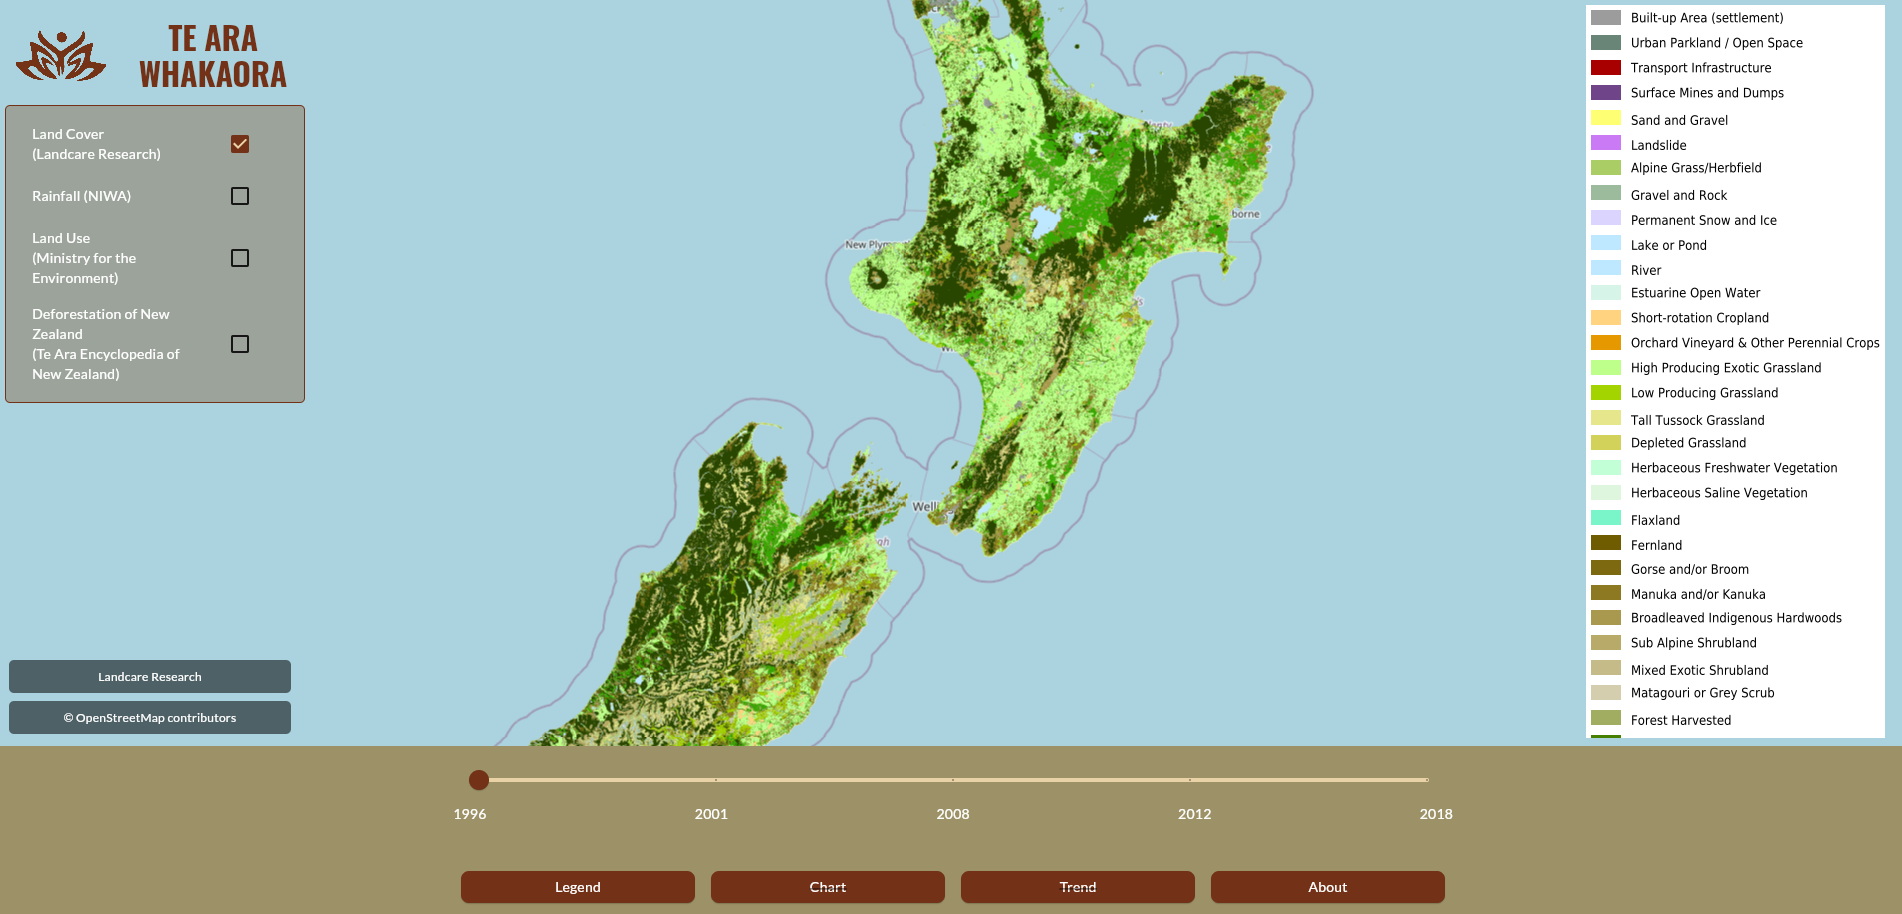 TE ARA
WHAKAORA
Land Cover
(Landcare Research)
Rainfall (NIWA)
Land Use
(Ministry for the
Environment)
Deforestation of New
Zealand
(Te Ara Encyclopedia of
New Zealand)
Landcare Research
© OpenStreetMap contributors
New Plym
borne
Well
Built-up Area (settlement)
Urban Parkland / Open Space
Transport Infrastructure
Surface Mines and Dumps
Sand and Gravel
Landslide
Alpine Grass/Herbfield
Gravel and Rock
Permanent Snow and Ice
Lake or Pond
River
Estuarine Open Water
Short-rotation Cropland
Orchard Vineyard & Other Perennial Crops
High Producing Exotic Grassland
Low Producing Grassland
Tall Tussock Grassland
Depleted Grassland
Herbaceous Freshwater Vegetation
Herbaceous Saline Vegetation
Flaxland
Fernland
Gorse and/or Broom
Manuka and/or Kanuka
Broadleaved Indigenous Hardwoods
Sub Alpine Shrubland
Mixed Exotic Shrubland
Matagouri or Grey Scrub
Forest Harvested
1996 2001 2008 2012 2018
Legend Chart Trend About